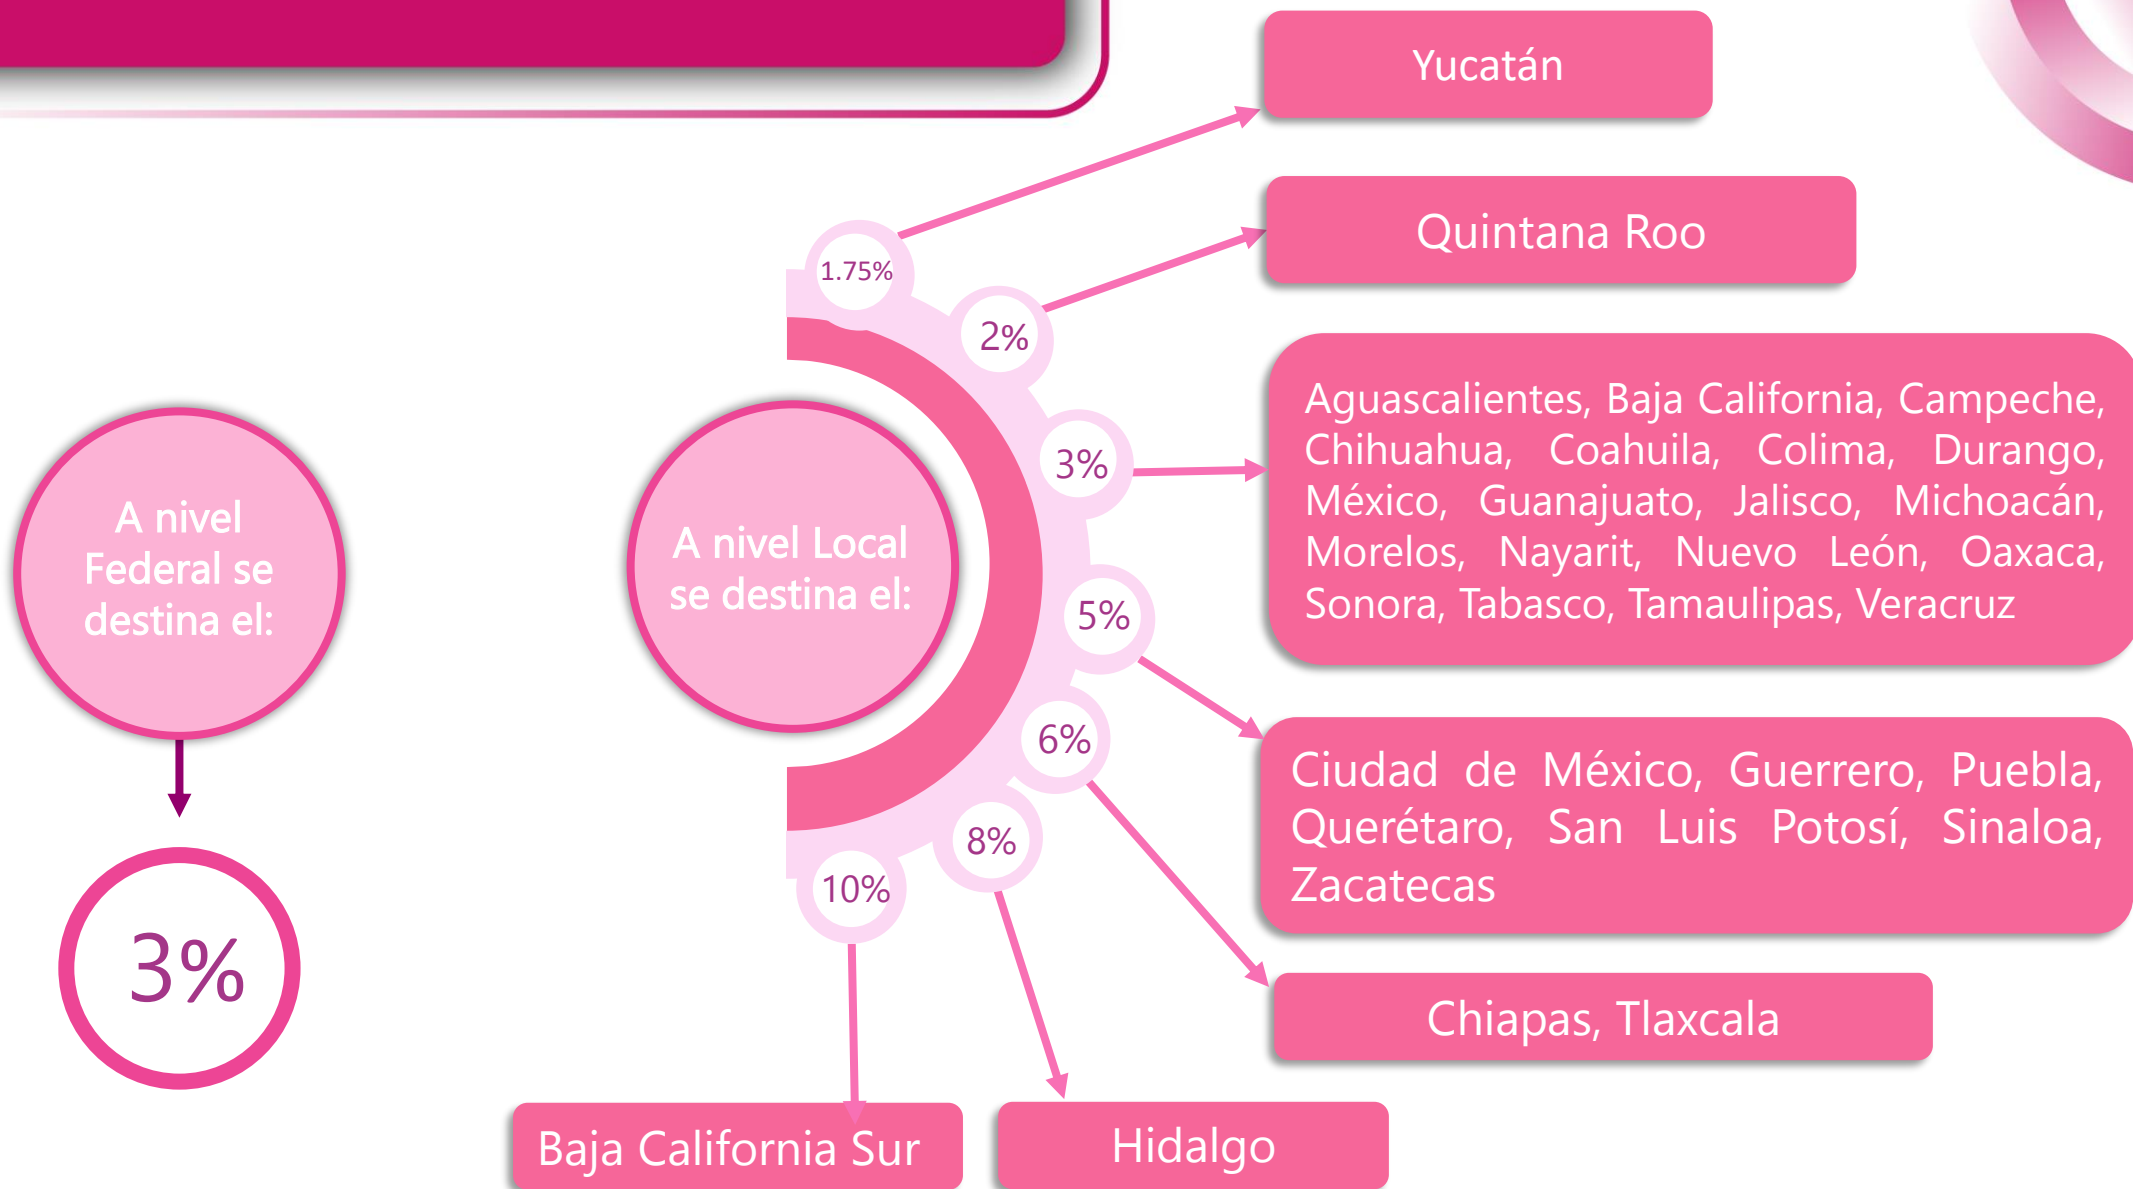 A nivel
Federal se
destina el:
3%
A nivel Local
se destina el:
1.75%
Yucatán
2%
Quintana Roo
3%
Aguascalientes, Baja California, Campeche,
Chihuahua, Coahuila, Colima, Durango,
México, Guanajuato, Jalisco, Michoacán,
Morelos, Nayarit, Nuevo León, Oaxaca,
Sonora, Tabasco, Tamaulipas, Veracruz
5%
Ciudad de México, Guerrero, Puebla,
Querétaro, San Luis Potosí, Sinaloa,
Zacatecas
6%
Chiapas, Tlaxcala
8%
Hidalgo
10%
Baja California Sur